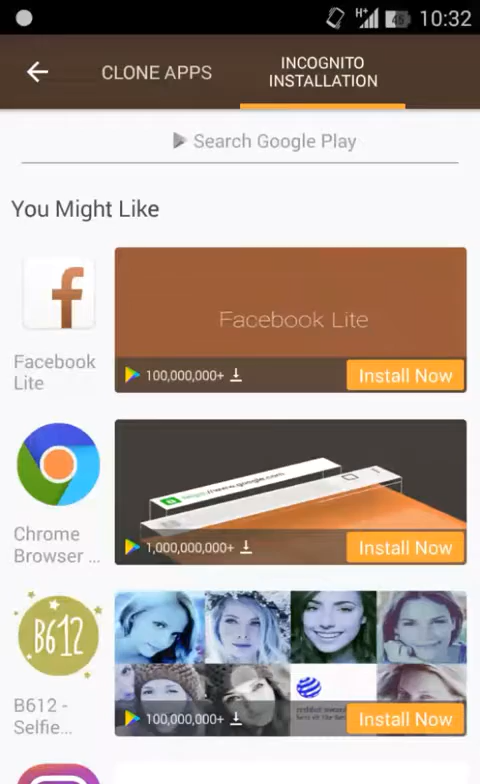 H+
45
10:32
CLONE APPS
INCOGNITO
INSTALLATION
Search Google Play
You Might Like
f
Facebook
Lite
Facebook Lite
100,000,000+
Install Now
Chrome
Browser ...
1,000,000,000+
Install Now
B612
B612 -
Selfie...
100,000,000+
Install Now